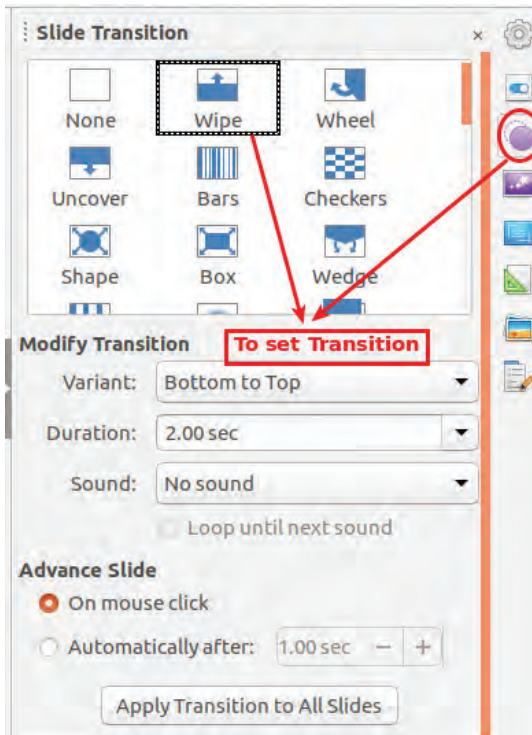 Slide Transition ×
None Wipe Wheel
Uncover Bars Checkers
Shape Box Wedge
Modify Transition To set Transition
Variant: Bottom to Top
Duration: 2.00 sec
Sound: No sound
Loop until next sound
Advance Slide
On mouse click
Automatically after: 1.00 sec − +
Apply Transition to All Slides